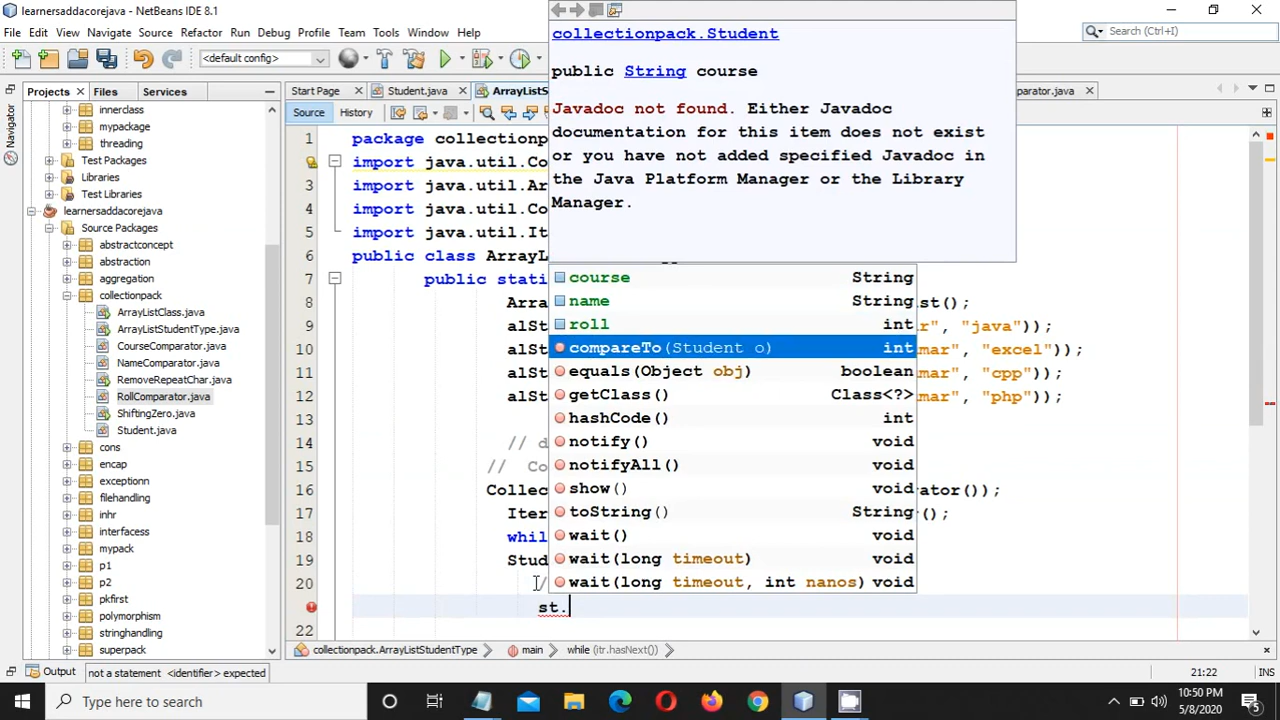 learnersaddacorejava - NetBeans IDE 8.1
File Edit View Navigate Source Refactor Run Debug Profile Team Tools Window Help
Search (Ctrl+I)
<default config>
Projects Files Services
Navigator
innerclass
mypackage
threading
Test Packages
Libraries
Test Libraries
learnersaddacorejava
Source Packages
abstractconcept
abstraction
aggregation
collectionpack
ArrayListClass.java
ArrayListStudentType.java
CourseComparator.java
NameComparator.java
RemoveRepeatChar.java
RollComparator.java
ShiftingZero.java
Student.java
cons
encap
exceptionn
filehandling
inhr
interfacess
mypack
p1
p2
pkfirst
polymorphism
stringhandling
superpack
Start Page Student.java ArrayListS parator.java
Source History
collectionpack.Student
public String course
Javadoc not found. Either Javadoc
documentation for this item does not exist
or you have not added specified Javadoc in
the Java Platform Manager or the Library
Manager.
1 package collectionp
2 import java.util.Co
3 import java.util.Ar
4 import java.util.Co
5 import java.util.It
6 public class ArrayL
7 public stati
8 Arra st();
9 alSt r", "java"));
10 alSt mar", "excel"));
11 alSt mar", "cpp"));
12 alSt mar", "php"));
13
14 // d
15 // Co
16 Collec rator());
17 Iter r();
18 whil
19 Stud
20 /
st.
22
course String
name String
roll int
compareTo(Student o) int
equals(Object obj) boolean
getClass() Class<?>
hashCode() int
notify() void
notifyAll() void
show() void
toString() String
wait() void
wait(long timeout) void
wait(long timeout, int nanos) void
collectionpack.ArrayListStudentType main while (itr.hasNext())
Output not a statement <identifier> expected 21:22 INS
Type here to search
10:50 PM
5/8/2020
5